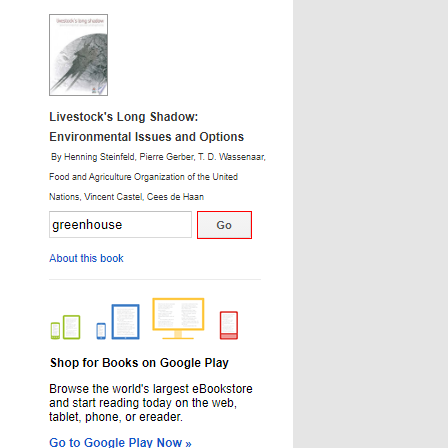 livestock's long shadow
Livestock's Long Shadow:
Environmental Issues and Options
By Henning Steinfeld, Pierre Gerber, T. D. Wassenaar,
Food and Agriculture Organization of the United
Nations, Vincent Castel, Cees de Haan
greenhouse
Go
About this book
Shop for Books on Google Play
Browse the world's largest eBookstore
and start reading today on the web,
tablet, phone, or ereader.
Go to Google Play Now »